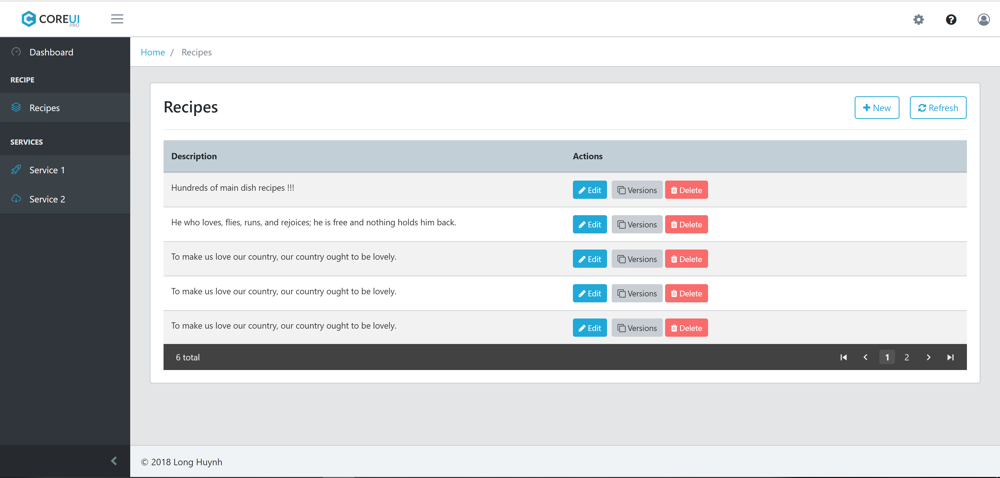 COREUI
PRO
Dashboard
RECIPE
Recipes
SERVICES
Service 1
Service 2
Home / Recipes
Recipes
New
Refresh
Description Actions
Hundreds of main dish recipes !!! Edit Versions Delete
He who loves, flies, runs, and rejoices; he is free and nothing holds him back. Edit Versions Delete
To make us love our country, our country ought to be lovely. Edit Versions Delete
To make us love our country, our country ought to be lovely. Edit Versions Delete
To make us love our country, our country ought to be lovely. Edit Versions Delete
6 total 1 2
© 2018 Long Huynh